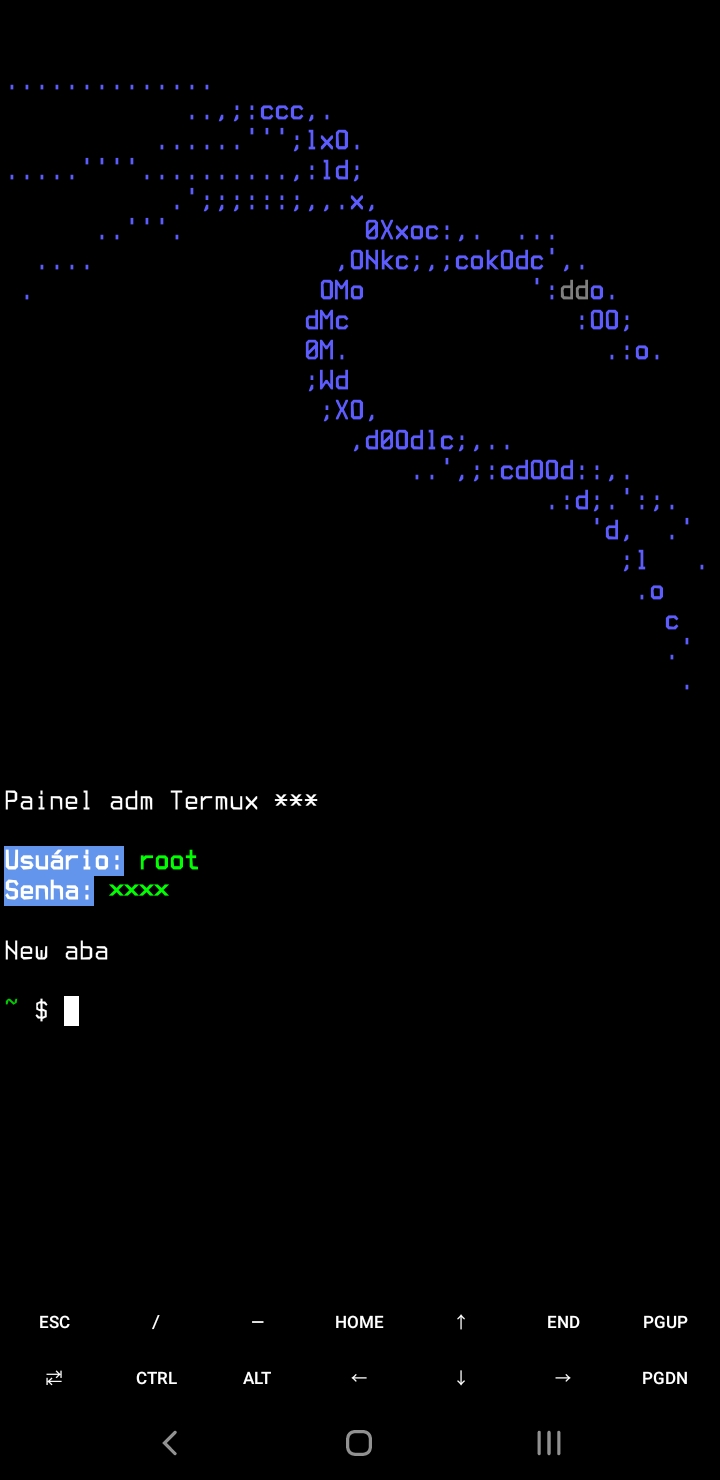 ..............
..,;:ccc,.
......''';lxO.
.....''''..........,:ld;
.';;;:::;,,.x,
..'''.
0Xxoc:,.  ...
....
,ONkc;,;cokOdc',.
.
OMo
':ddo.
dMc
:OO;
0M.
.:o.
;Wd
;XO,
,d0Odlc;,..
..',;:cdOOd::,.
.:d;.':;.
'd,  .'
;l   .
.o
c
.'
.
Painel adm Termux ***
Usuário: root
Senha: xxxx
New aba
~ $
ESC / — HOME ↑ END PGUP
⇄ CTRL ALT ← ↓ → PGDN